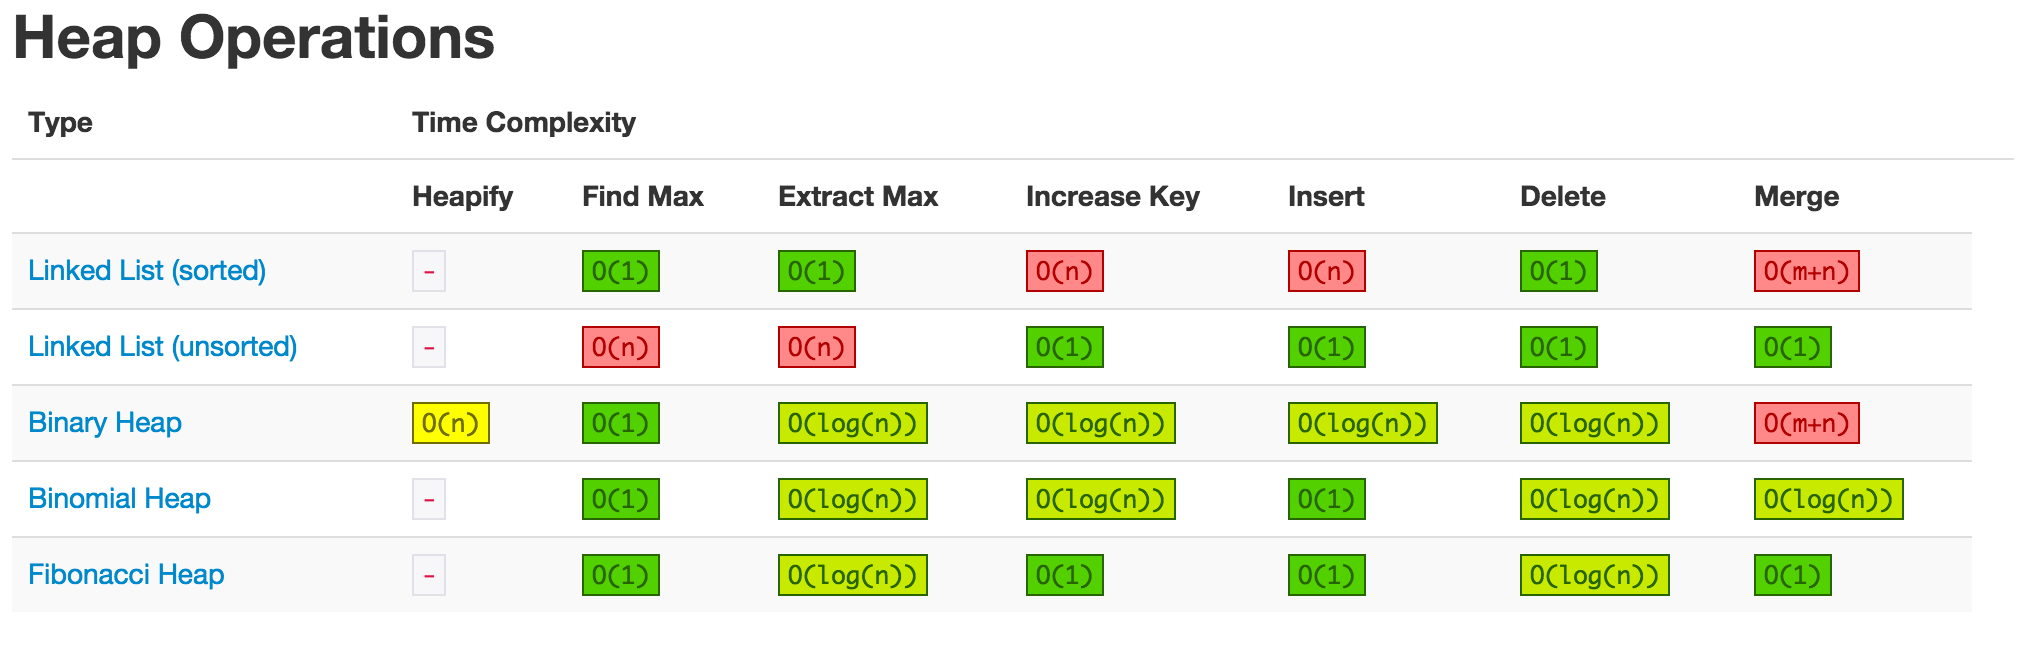 Heap Operations
Type Time Complexity
Heapify Find Max Extract Max Increase Key Insert Delete Merge
Linked List (sorted) - O(1) O(1) O(n) O(n) O(1) O(m+n)
Linked List (unsorted) - O(n) O(n) O(1) O(1) O(1) O(1)
Binary Heap O(n) O(1) O(log(n)) O(log(n)) O(log(n)) O(log(n)) O(m+n)
Binomial Heap - O(1) O(log(n)) O(log(n)) O(1) O(log(n)) O(log(n))
Fibonacci Heap - O(1) O(log(n)) O(1) O(1) O(log(n)) O(1)